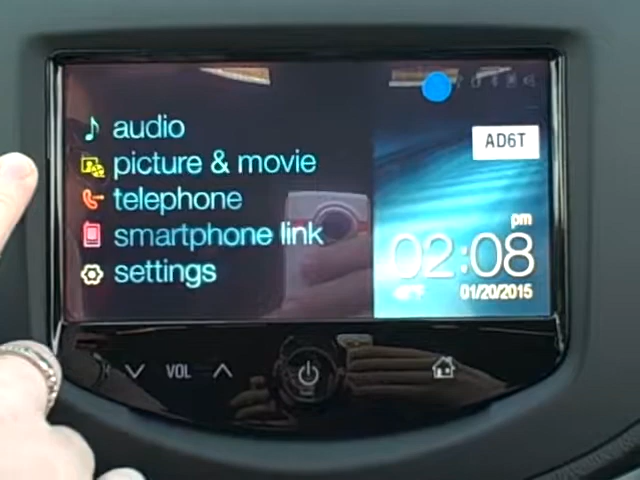 audio
picture & movie
telephone
smartphone link
settings
AD6T
pm
02:08
01/20/2015
VOL